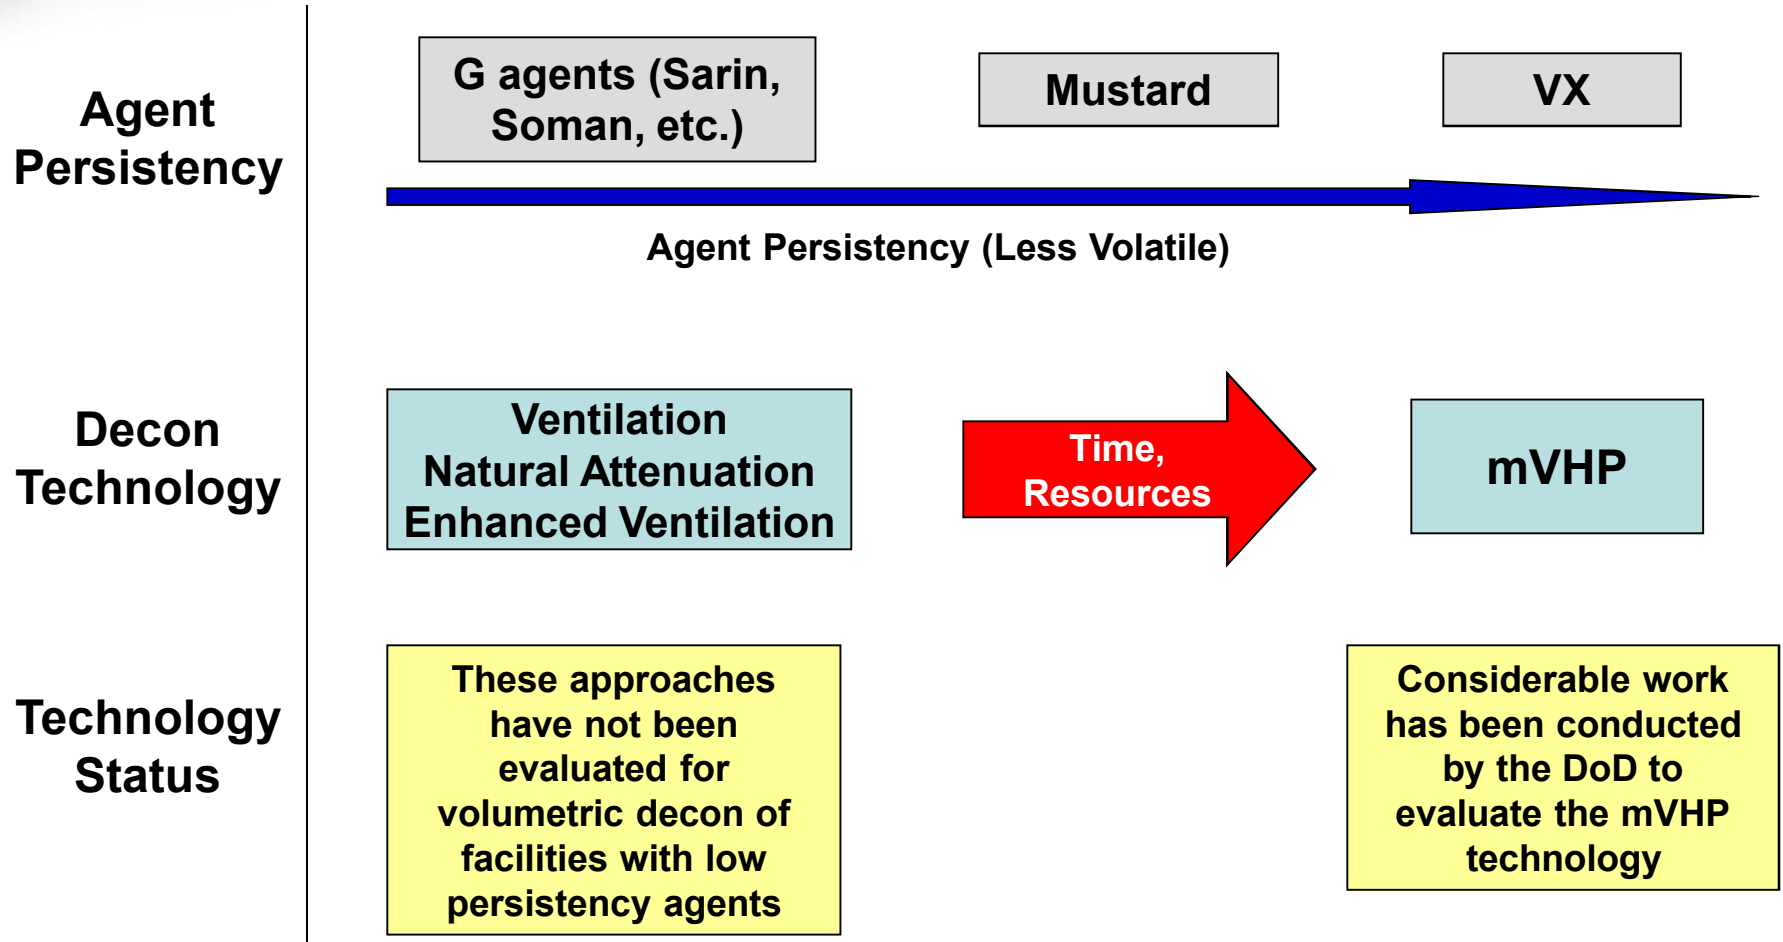 Agent
Persistency
G agents (Sarin,
Soman, etc.)
Mustard
VX
Agent Persistency (Less Volatile)
Decon
Technology
Ventilation
Natural Attenuation
Enhanced Ventilation
Time,
Resources
mVHP
Technology
Status
These approaches
have not been
evaluated for
volumetric decon of
facilities with low
persistency agents
Considerable work
has been conducted
by the DoD to
evaluate the mVHP
technology